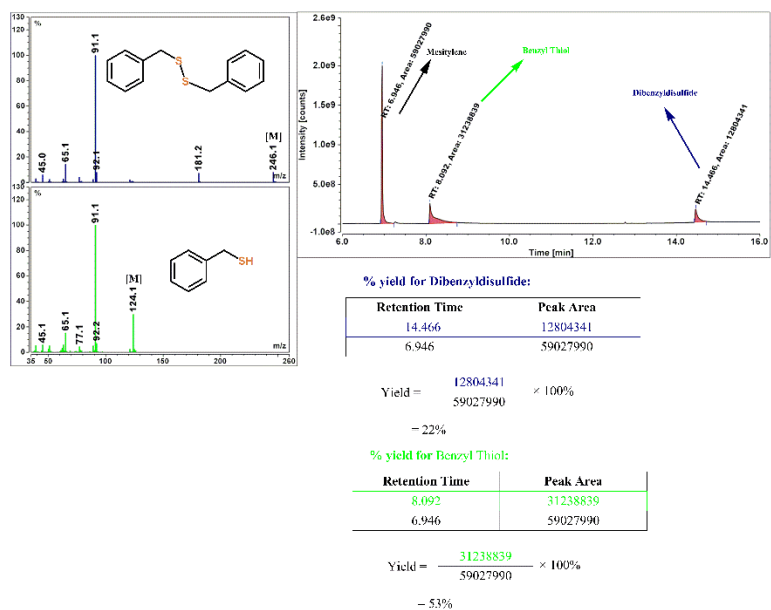 130
%
120
91.1
100
80
S
S
60
40
[M]
45.0
65.1
92.1
181.2
246.1
20
0
m/z
130
%
120
91.1
100
80
SH
60
[M]
124.1
40
45.1
65.1
77.1
92.2
20
0
m/z
35 50 100 150 200 260
2.6e9
Mesitylene
Benzyl Thiol
2.0e9
RT: 6.946, Area: 59027990
1.5e9
Intensity [counts]
Dibenzyldisulfide
1.0e9
RT: 8.092, Area: 31238839
RT: 14.466, Area: 12804341
5.0e8
-1.0e8
6.0 8.0 10.0 12.0 14.0 16.0
Time [min]
% yield for Dibenzyldisulfide:
Retention Time Peak Area
14.466 12804341
6.946 59027990
Yield = 12804341 × 100%
59027990
= 22%
% yield for Benzyl Thiol:
Retention Time Peak Area
8.092 31238839
6.946 59027990
Yield = 31238839 × 100%
59027990
= 53%